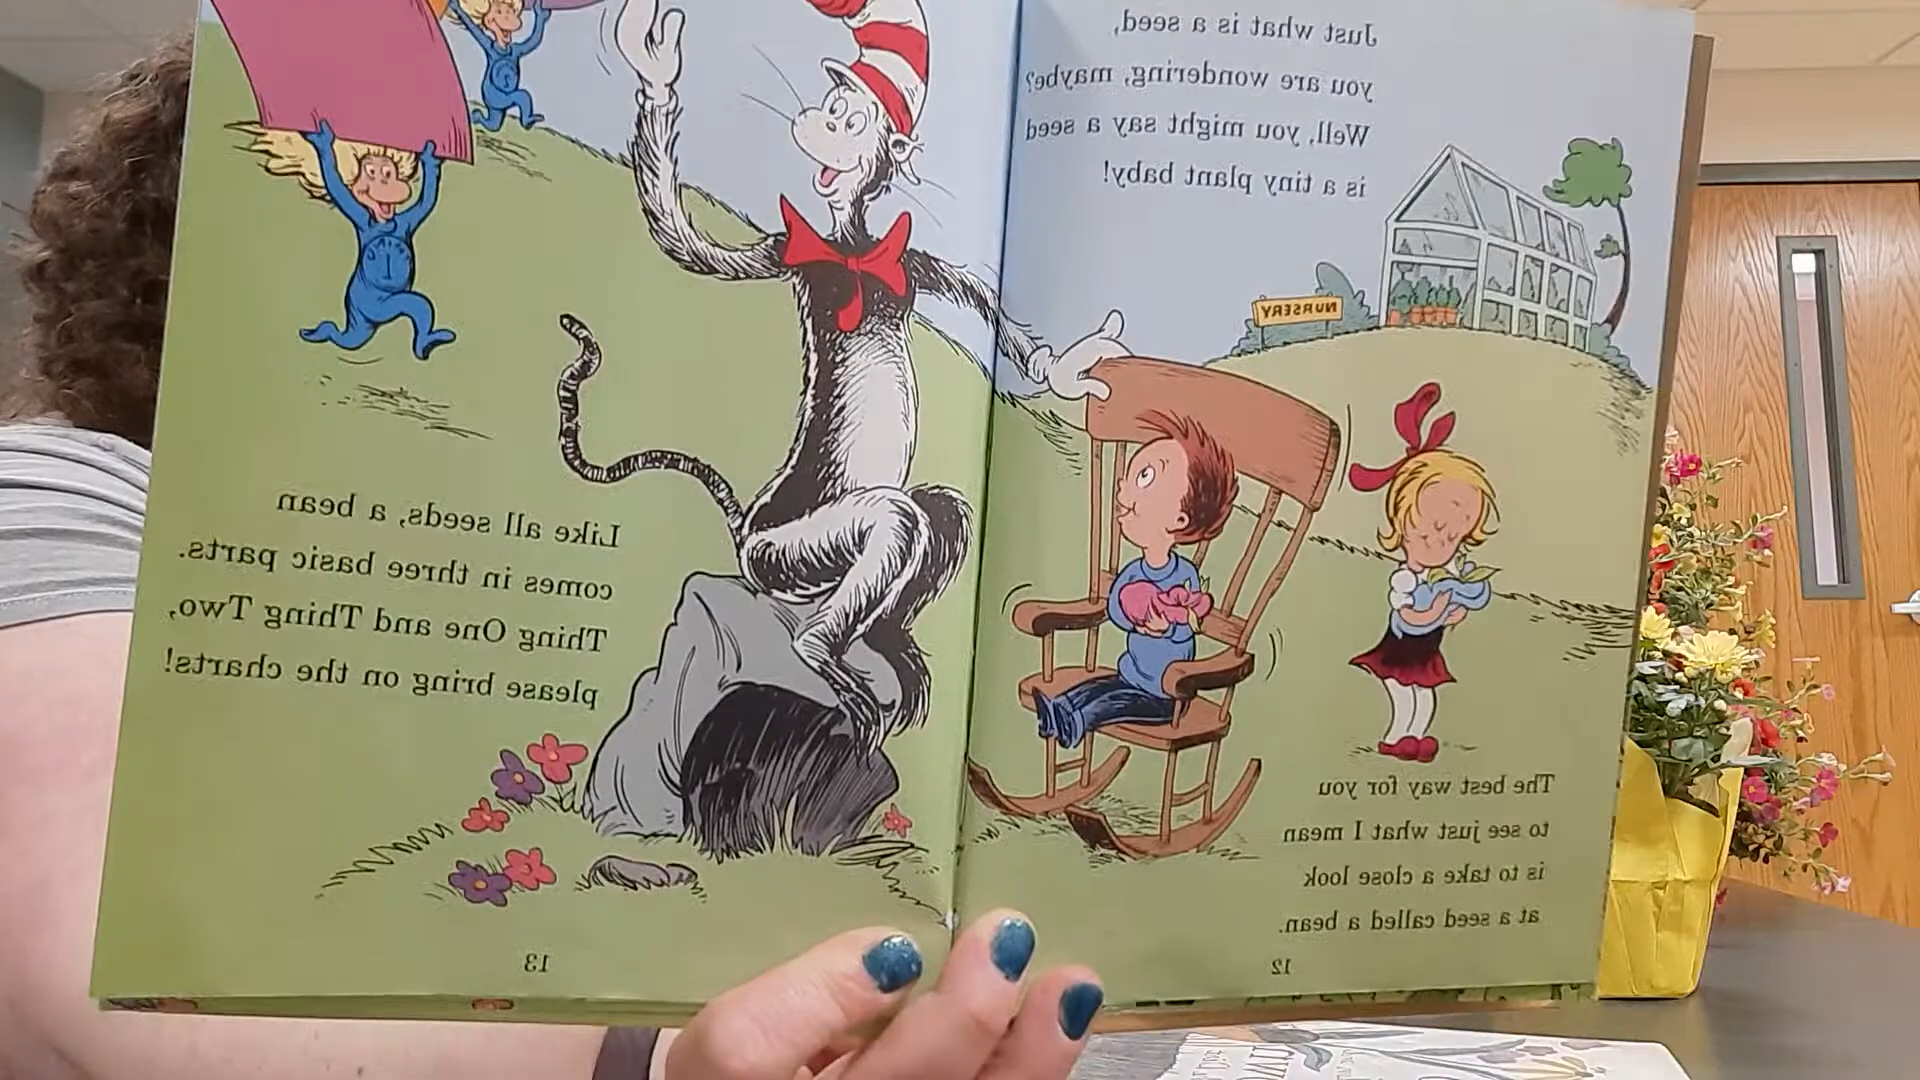 Just what is a seed,
you are wondering, maybe?
Well, you might say a seed
is a tiny plant baby!
NURSERY
The best way for you
to see just what I mean
is to take a close look
at a seed called a bean.
12
Like all seeds, a bean
comes in three basic parts.
Thing One and Thing Two,
please bring on the charts!
13